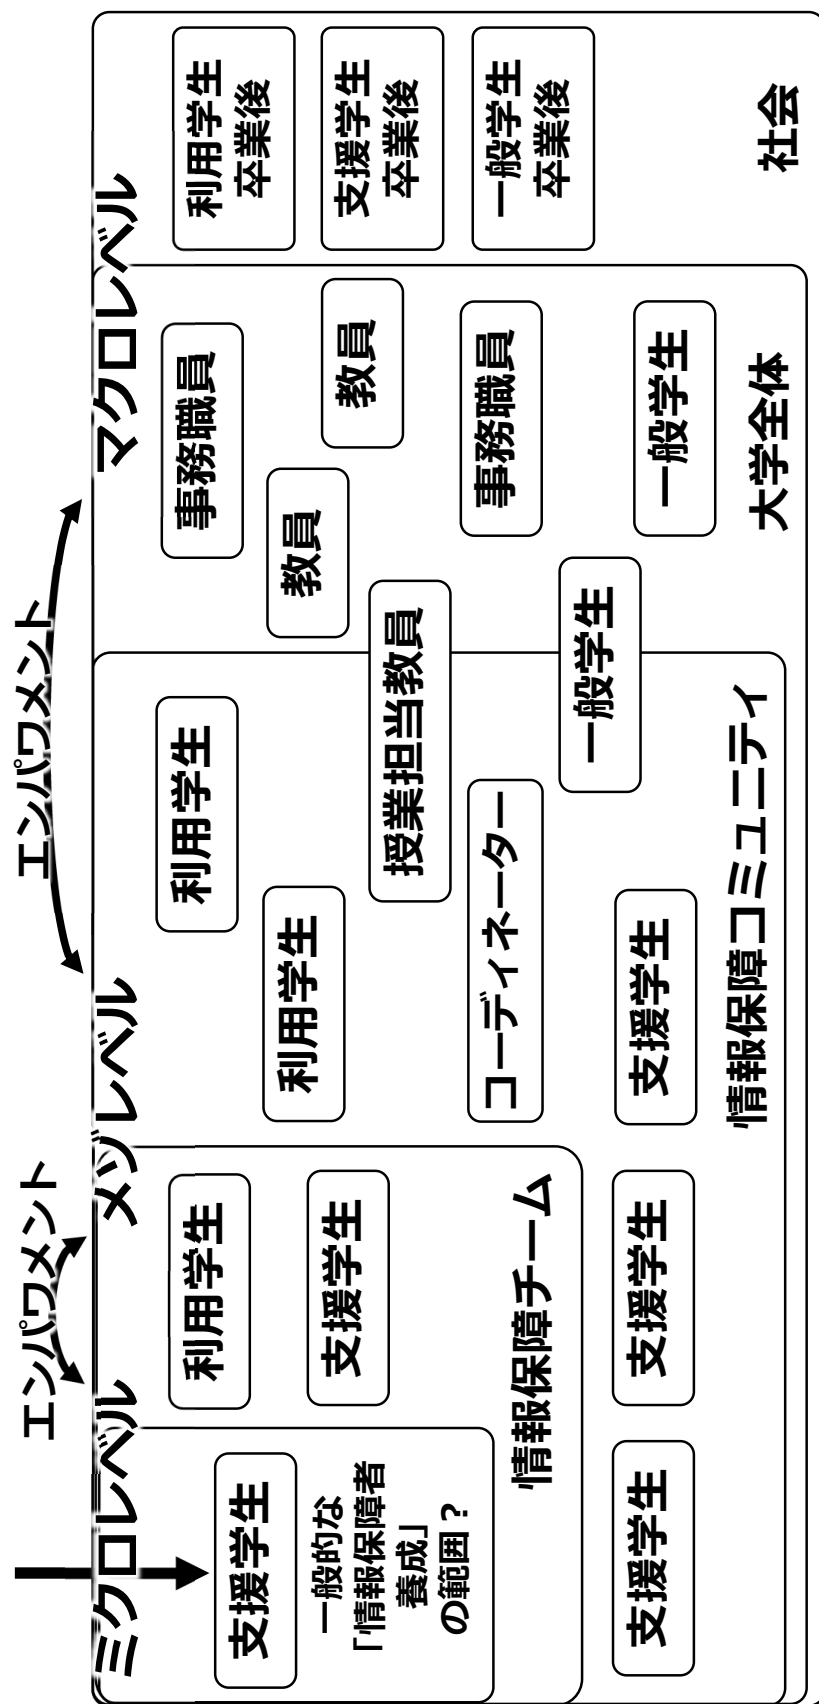 エンパワメント
エンパワメント
ミクロレベル
メゾレベル
マクロレベル
支援学生
一般的な
「情報保障者
養成」
の範囲?
利用学生
支援学生
情報保障チーム
支援学生
支援学生
利用学生
利用学生
授業担当教員
コーディネーター
支援学生
一般学生
情報保障コミュニティ
事務職員
教員
教員
事務職員
一般学生
大学全体
利用学生
卒業後
支援学生
卒業後
一般学生
卒業後
社会